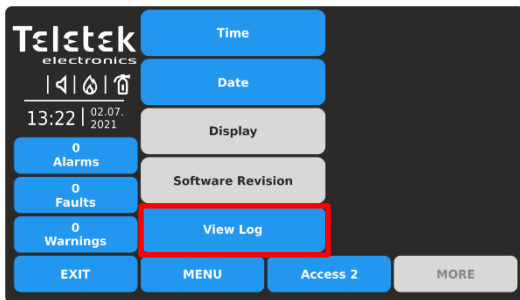 Teletek
electronics
13:22
02.07.
2021
0
Alarms
0
Faults
0
Warnings
EXIT
Time
Date
Display
Software Revision
View Log
MENU
Access 2
MORE